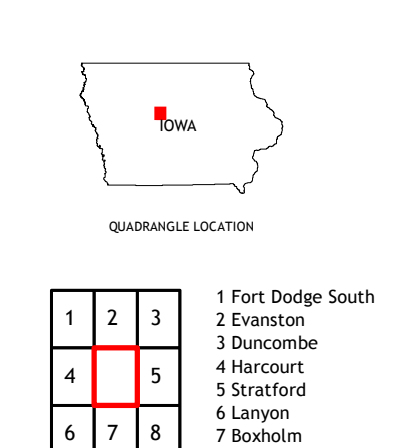 IOWA
QUADRANGLE LOCATION
1 2 3
4 5
6 7 8
1 Fort Dodge South
2 Evanston
3 Duncombe
4 Harcourt
5 Stratford
6 Lanyon
7 Boxholm